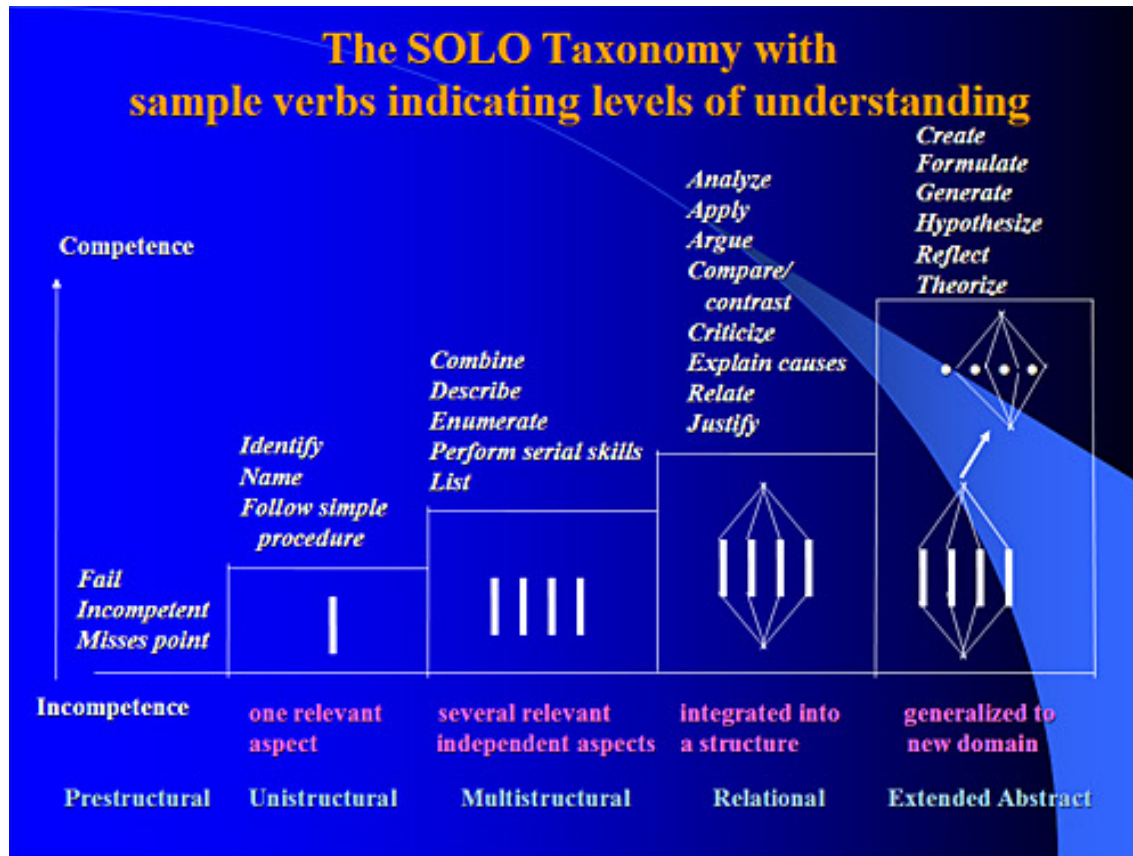 The SOLO Taxonomy with
sample verbs indicating levels of understanding
Competence
Fail
Incompetent
Misses point
Identify
Name
Follow simple
procedure
Combine
Describe
Enumerate
Perform serial skills
List
Analyze
Apply
Argue
Compare/
contrast
Criticize
Explain causes
Relate
Justify
Create
Formulate
Generate
Hypothesize
Reflect
Theorize
Incompetence
one relevant
aspect
several relevant
independent aspects
integrated into
a structure
generalized to
new domain
Prestructural
Unistructural
Multistructural
Relational
Extended Abstract